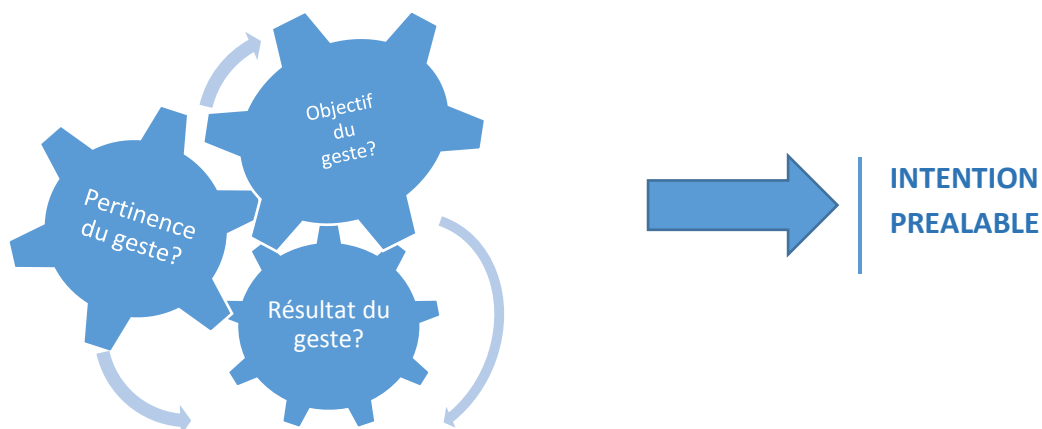 Objectif
du
geste?
Pertinence
du geste?
Résultat du
geste?
INTENTION
PREALABLE